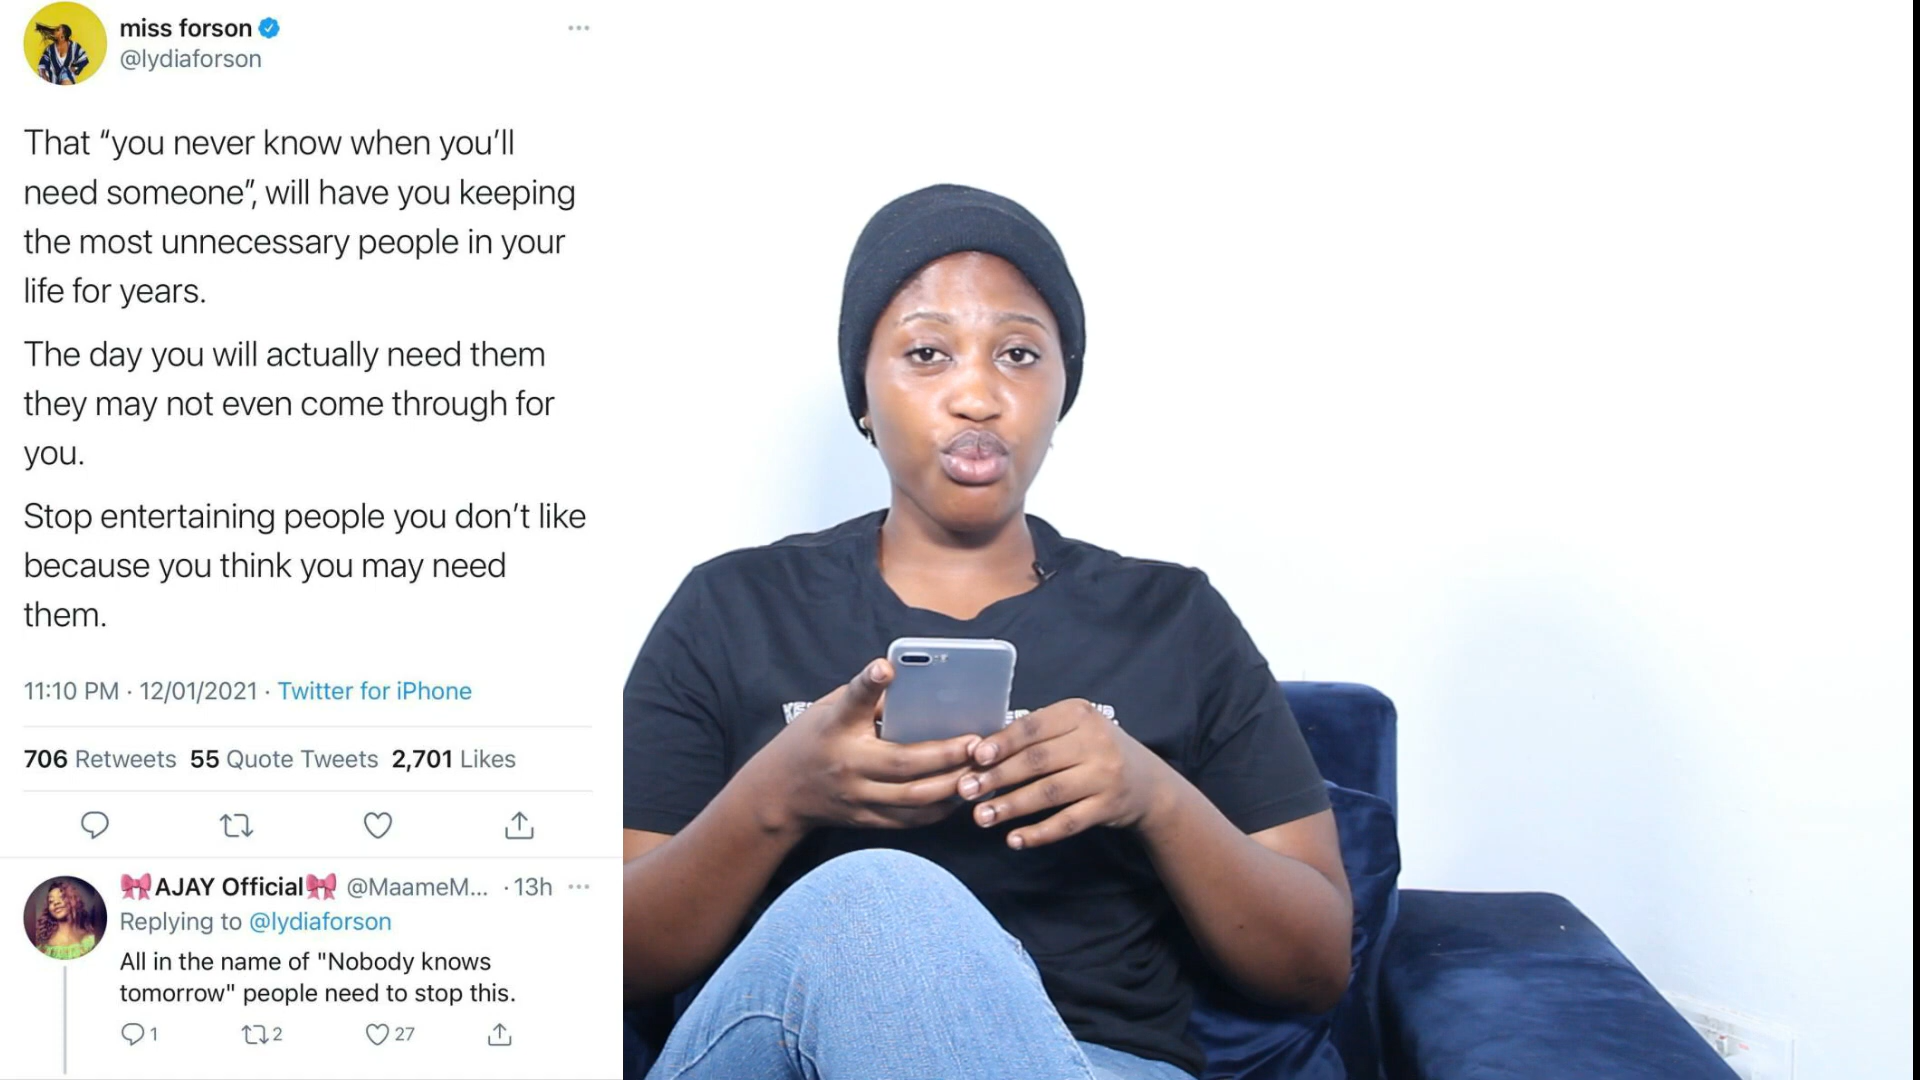 miss forson
@lydiaforson
That “you never know when you’ll
need someone”, will have you keeping
the most unnecessary people in your
life for years.
The day you will actually need them
they may not even come through for
you.
Stop entertaining people you don’t like
because you think you may need
them.
11:10 PM · 12/01/2021 · Twitter for iPhone
706 Retweets 55 Quote Tweets 2,701 Likes
🎀AJAY Official🎀 @MaameM... · 13h
Replying to @lydiaforson
All in the name of "Nobody knows
tomorrow" people need to stop this.
1 2 27